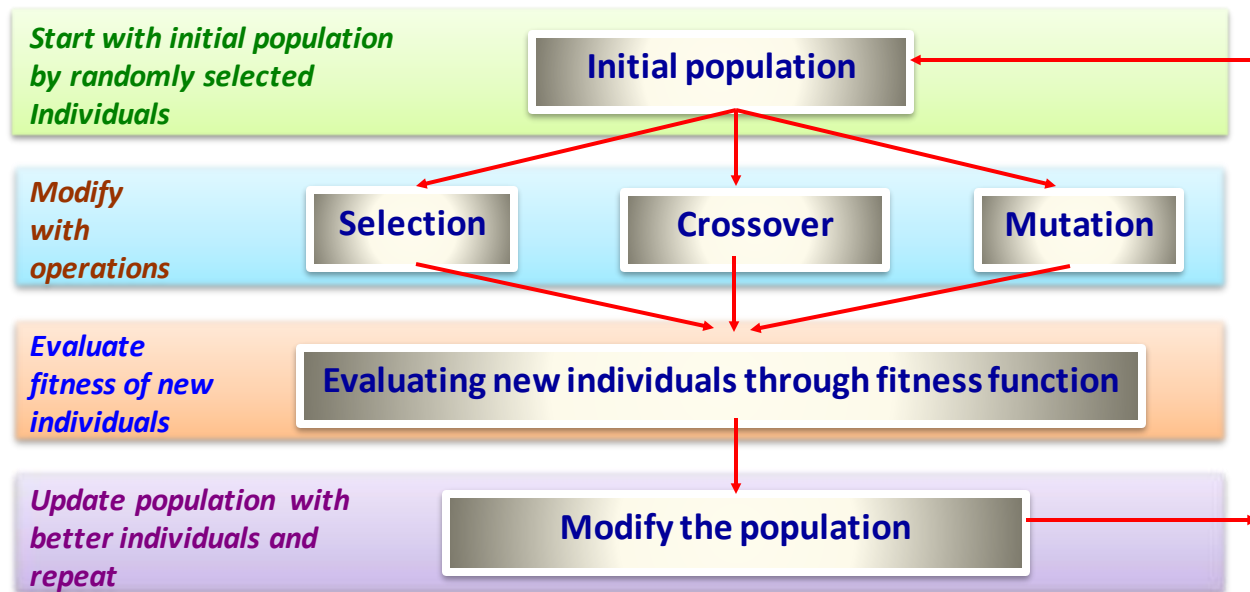 Start with initial population
by randomly selected
Individuals
Initial population
Modify
with
operations
Selection
Crossover
Mutation
Evaluate
fitness of new
individuals
Evaluating new individuals through fitness function
Update population with
better individuals and
repeat
Modify the population